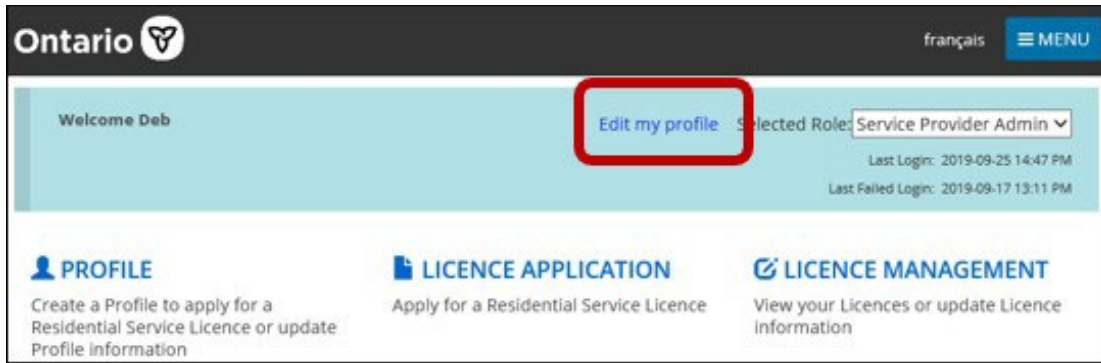 Ontario
français
MENU
Welcome Deb
Edit my profile
Selected Role: Service Provider Admin
Last Login: 2019-09-25 14:47 PM
Last Failed Login: 2019-09-17 13:11 PM
PROFILE
Create a Profile to apply for a
Residential Service Licence or update
Profile information
LICENCE APPLICATION
Apply for a Residential Service Licence
LICENCE MANAGEMENT
View your Licences or update Licence
information